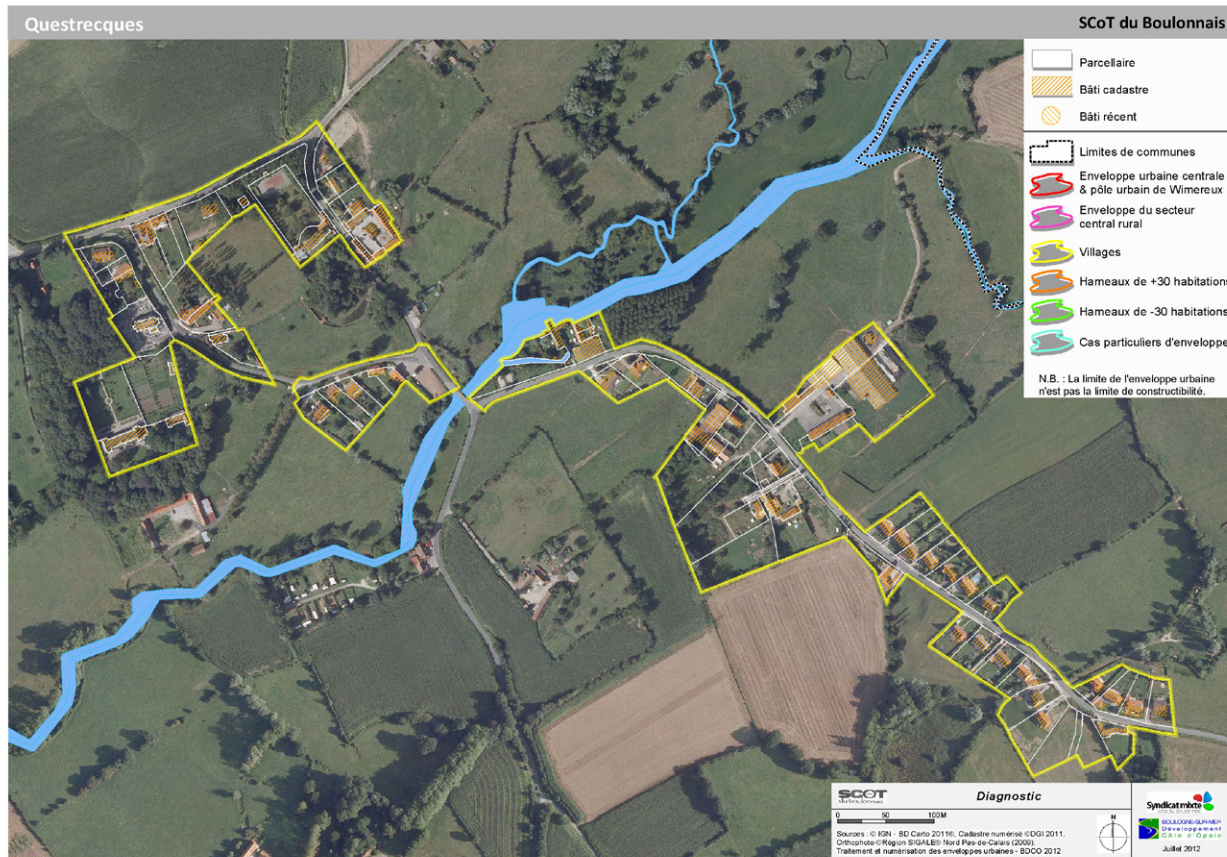 Questrecques
SCoT du Boulonnais
Parcellaire
Bâti cadastre
Bâti récent
Limites de communes
Enveloppe urbaine centrale
& pôle urbain de Wimereux
Enveloppe du secteur
central rural
Villages
Hameaux de +30 habitations
Hameaux de -30 habitations
Cas particuliers d'enveloppe
N.B. : La limite de l'enveloppe urbaine
n'est pas la limite de constructibilité.
SCOT
du boulonnais
Diagnostic
0 50 100M
Sources : © IGN - BD Carto 2011®, Cadastre numérisé ©DGI 2011,
Orthophoto © Région SIGALE® Nord Pas-de-Calais (2009).
Traitement et numérisation des enveloppes urbaines - BDCO 2012
N
Syndicat mixte
BOULOGNE-SUR-MER
Développement
Côte d'Opale
Juillet 2012